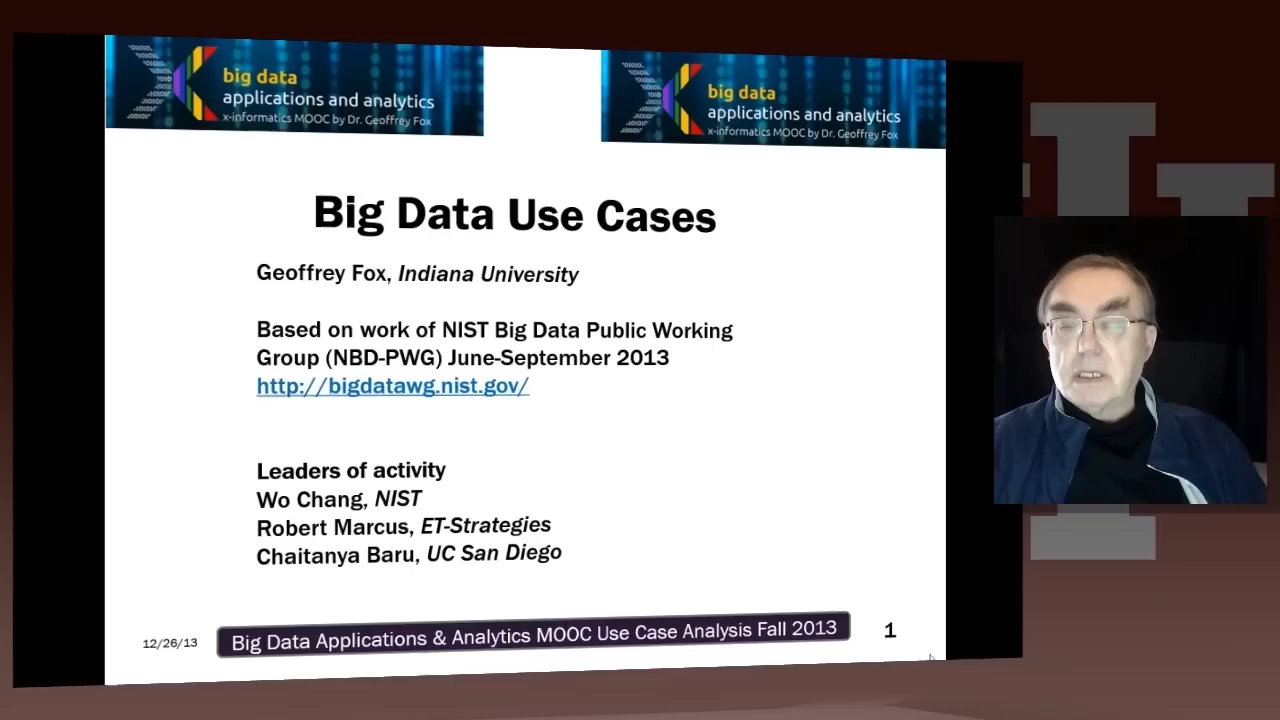 big data
applications and analytics
x-informatics MOOC by Dr. Geoffrey Fox
big data
applications and analytics
x-informatics MOOC by Dr. Geoffrey Fox
Big Data Use Cases
Geoffrey Fox, Indiana University
Based on work of NIST Big Data Public Working
Group (NBD-PWG) June-September 2013
http://bigdatawg.nist.gov/
Leaders of activity
Wo Chang, NIST
Robert Marcus, ET-Strategies
Chaitanya Baru, UC San Diego
12/26/13
Big Data Applications & Analytics MOOC Use Case Analysis Fall 2013
1